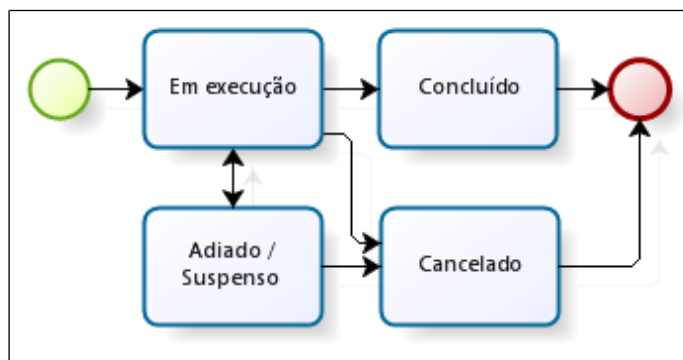 Em execução
Concluído
Adiado /
Suspenso
Cancelado